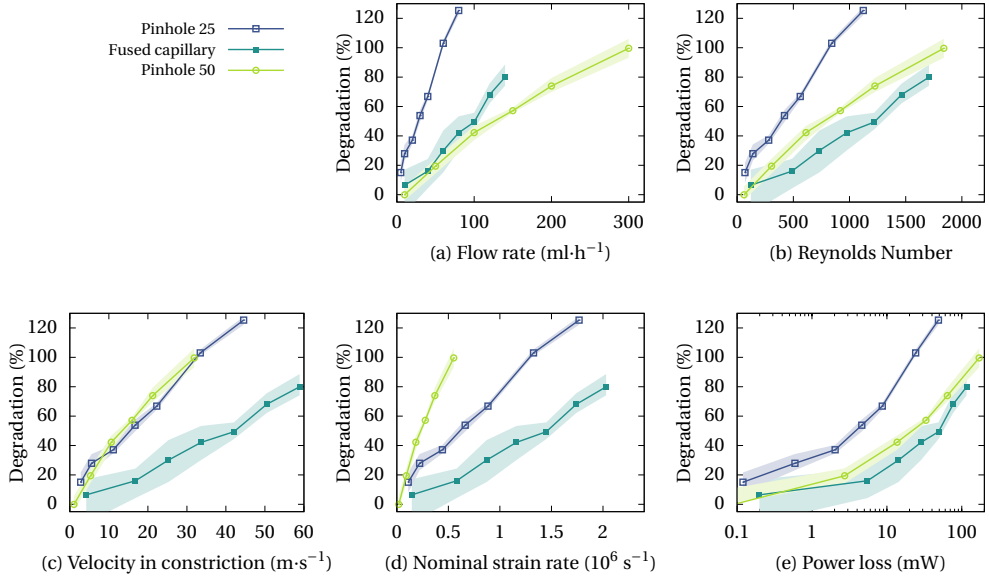 Pinhole 25
Fused capillary
Pinhole 50
Degradation (%)
0
20
40
60
80
100
120
0 100 200 300
(a) Flow rate (ml·h⁻¹)
Degradation (%)
0
20
40
60
80
100
120
0 500 1000 1500 2000
(b) Reynolds Number
Degradation (%)
0
20
40
60
80
100
120
0 10 20 30 40 50 60
(c) Velocity in constriction (m·s⁻¹)
Degradation (%)
0
20
40
60
80
100
120
0 0.5 1 1.5 2
(d) Nominal strain rate (10⁶ s⁻¹)
Degradation (%)
0
20
40
60
80
100
120
0.1 1 10 100
(e) Power loss (mW)